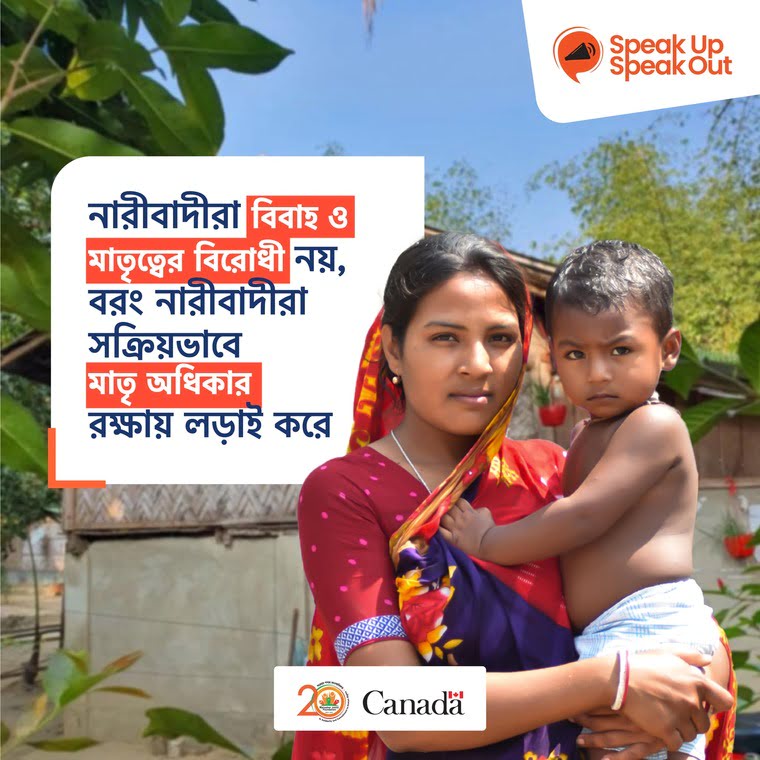 Speak Up
Speak Out
নারীবাদীরা বিবাহ ও
মাতৃত্বের বিরোধী নয়,
বরং নারীবাদীরা
সক্রিয়ভাবে
মাতৃ অধিকার
রক্ষায় লড়াই করে
20
Canada